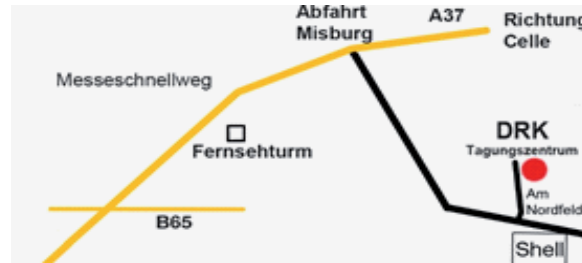 Abfahrt
Misburg
A37
Richtung
Celle
Messeschnellweg
Fernsehturm
DRK
Tagungszentrum
Am
Nordfeld
B65
Shell